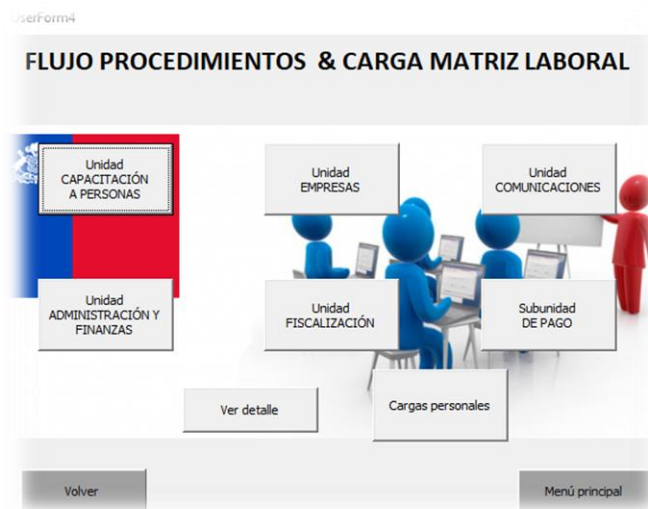 UserForm4
FLUJO PROCEDIMIENTOS & CARGA MATRIZ LABORAL
Unidad
CAPACITACIÓN
A PERSONAS
Unidad
EMPRESAS
Unidad
COMUNICACIONES
Unidad
ADMINISTRACIÓN Y
FINANZAS
Unidad
FISCALIZACIÓN
Subunidad
DE PAGO
Ver detalle
Cargas personales
Volver
Menú principal